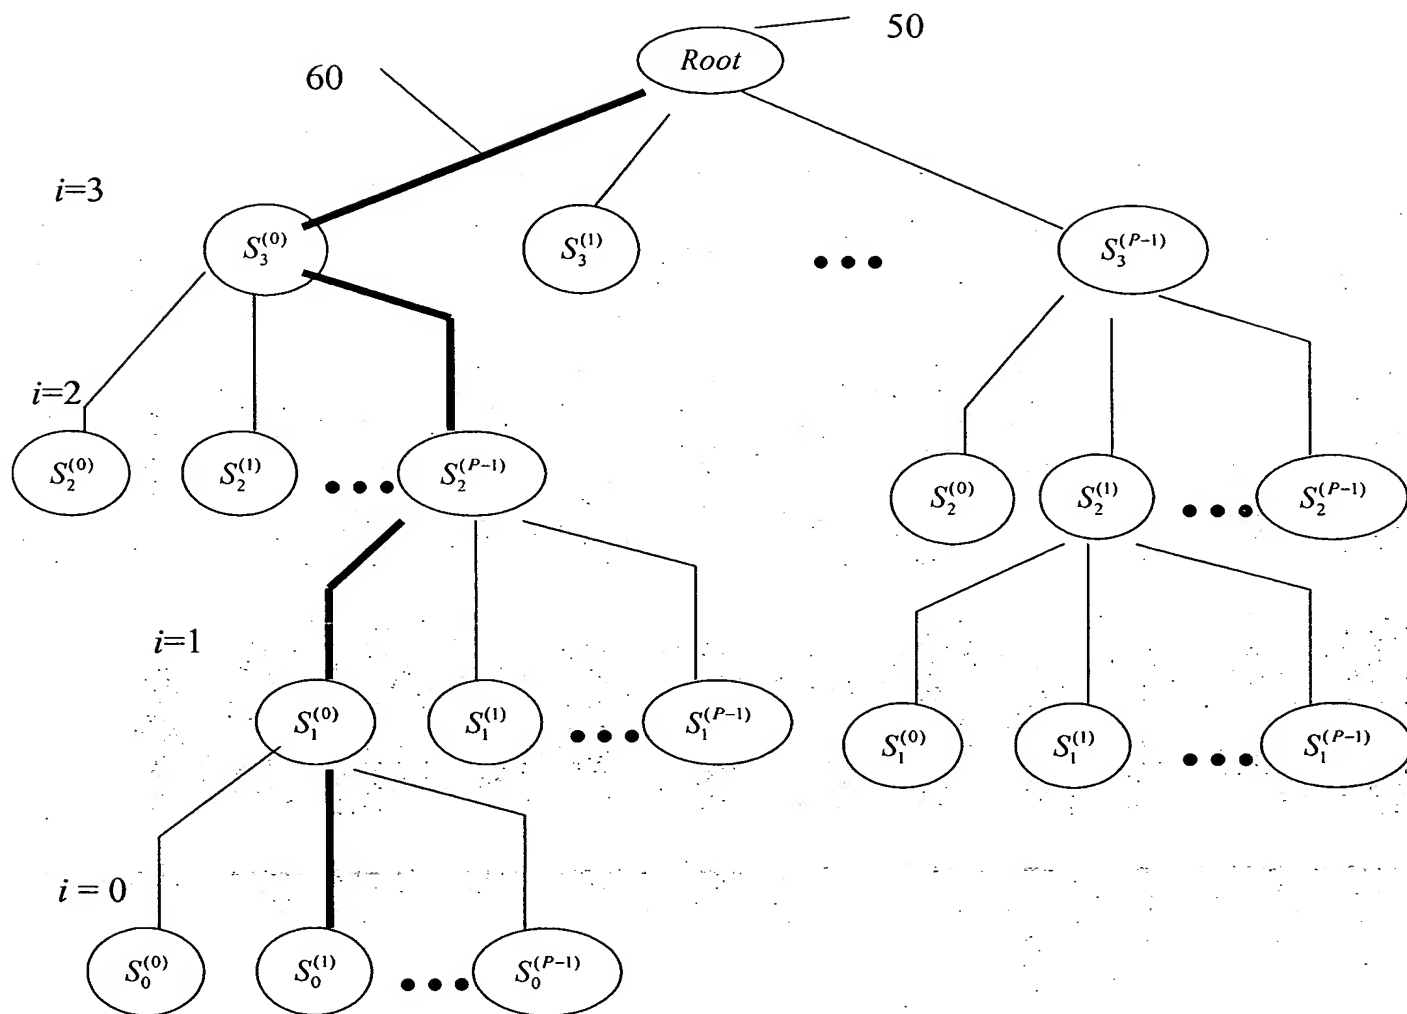 50
Root
60
i=3
S_3^{(0)} S_3^{(1)} ● ● ● S_3^{(P-1)}
i=2
S_2^{(0)} S_2^{(1)} ● ● ● S_2^{(P-1)} S_2^{(0)} S_2^{(1)} ● ● ● S_2^{(P-1)}
i=1
S_1^{(0)} S_1^{(1)} ● ● ● S_1^{(P-1)} S_1^{(0)} S_1^{(1)} ● ● ● S_1^{(P-1)}
i = 0
S_0^{(0)} S_0^{(1)} ● ● ● S_0^{(P-1)}